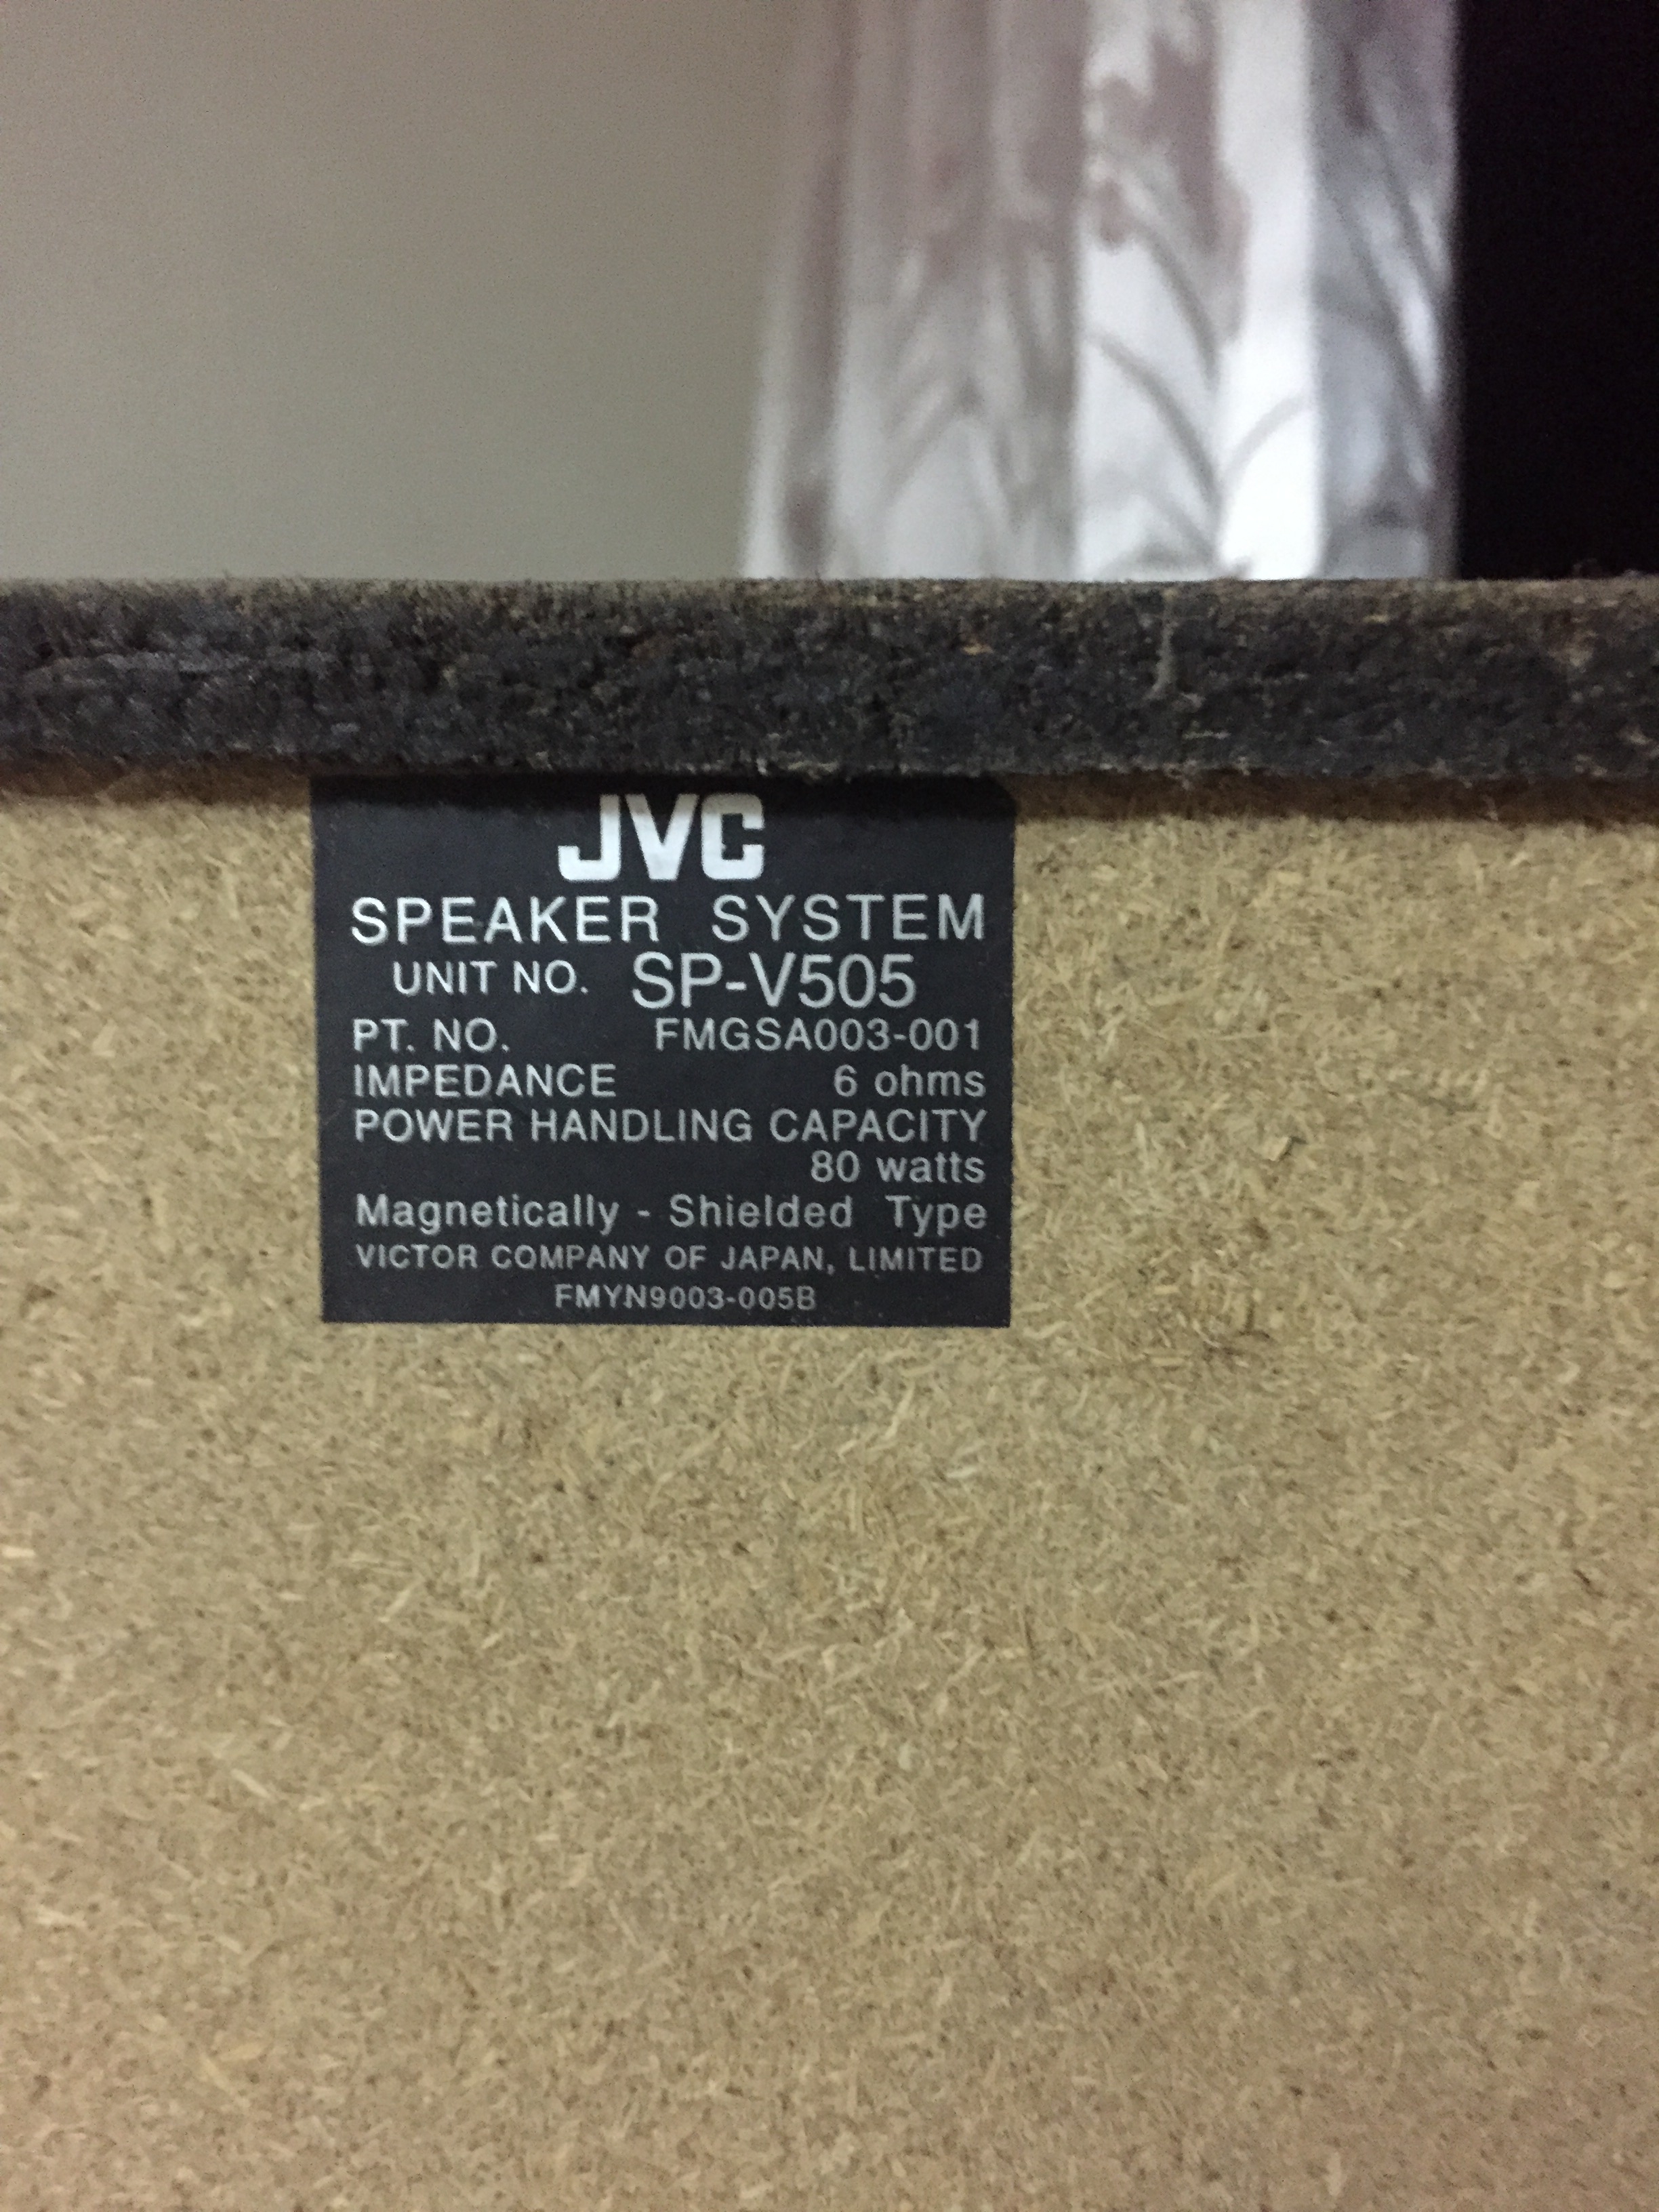 JVC
SPEAKER SYSTEM
UNIT NO. SP-V505
PT. NO. FMGSA003-001
IMPEDANCE 6 ohms
POWER HANDLING CAPACITY
80 watts
Magnetically - Shielded Type
VICTOR COMPANY OF JAPAN, LIMITED
FMYN9003-005B